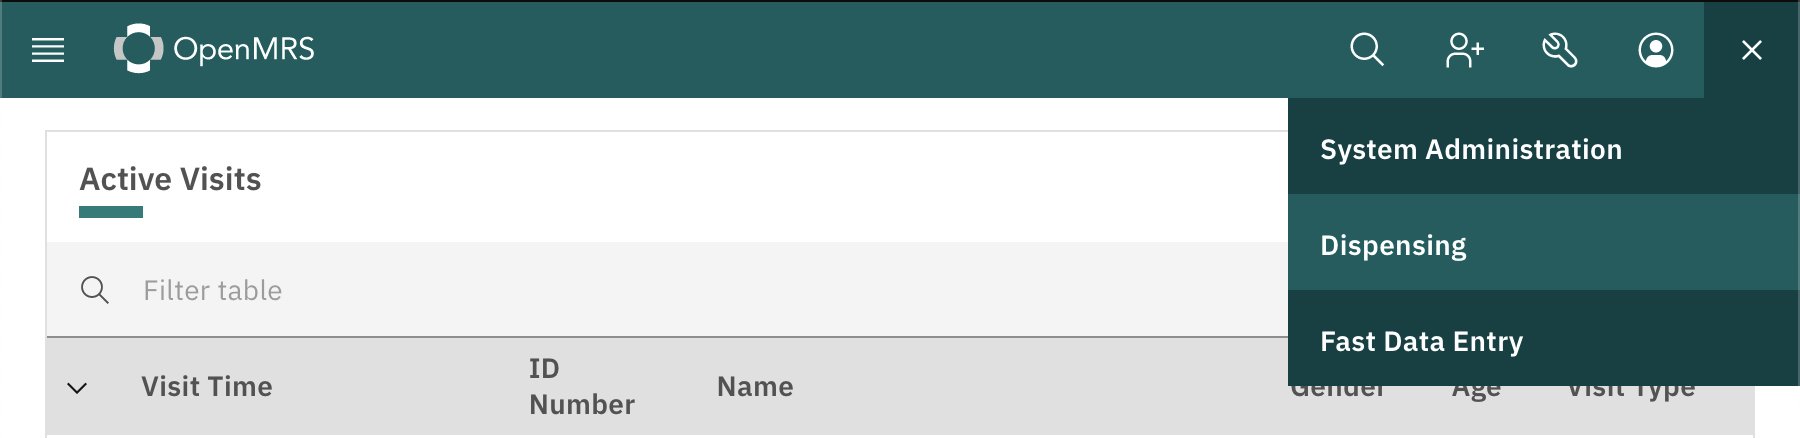 OpenMRS
System Administration
Dispensing
Fast Data Entry
Active Visits
Filter table
Visit Time
ID
Number
Name
Gender
Age
Visit Type